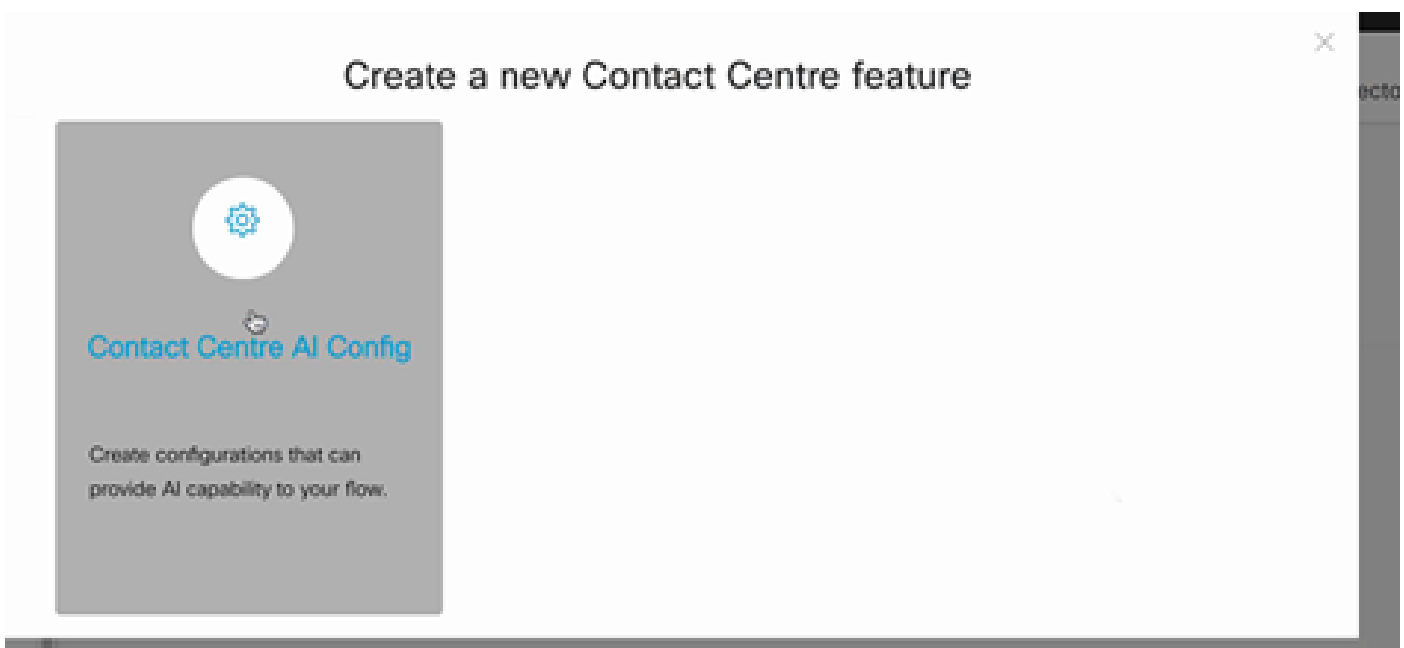 Create a new Contact Centre feature
Contact Centre AI Config
Create configurations that can
provide AI capability to your flow.